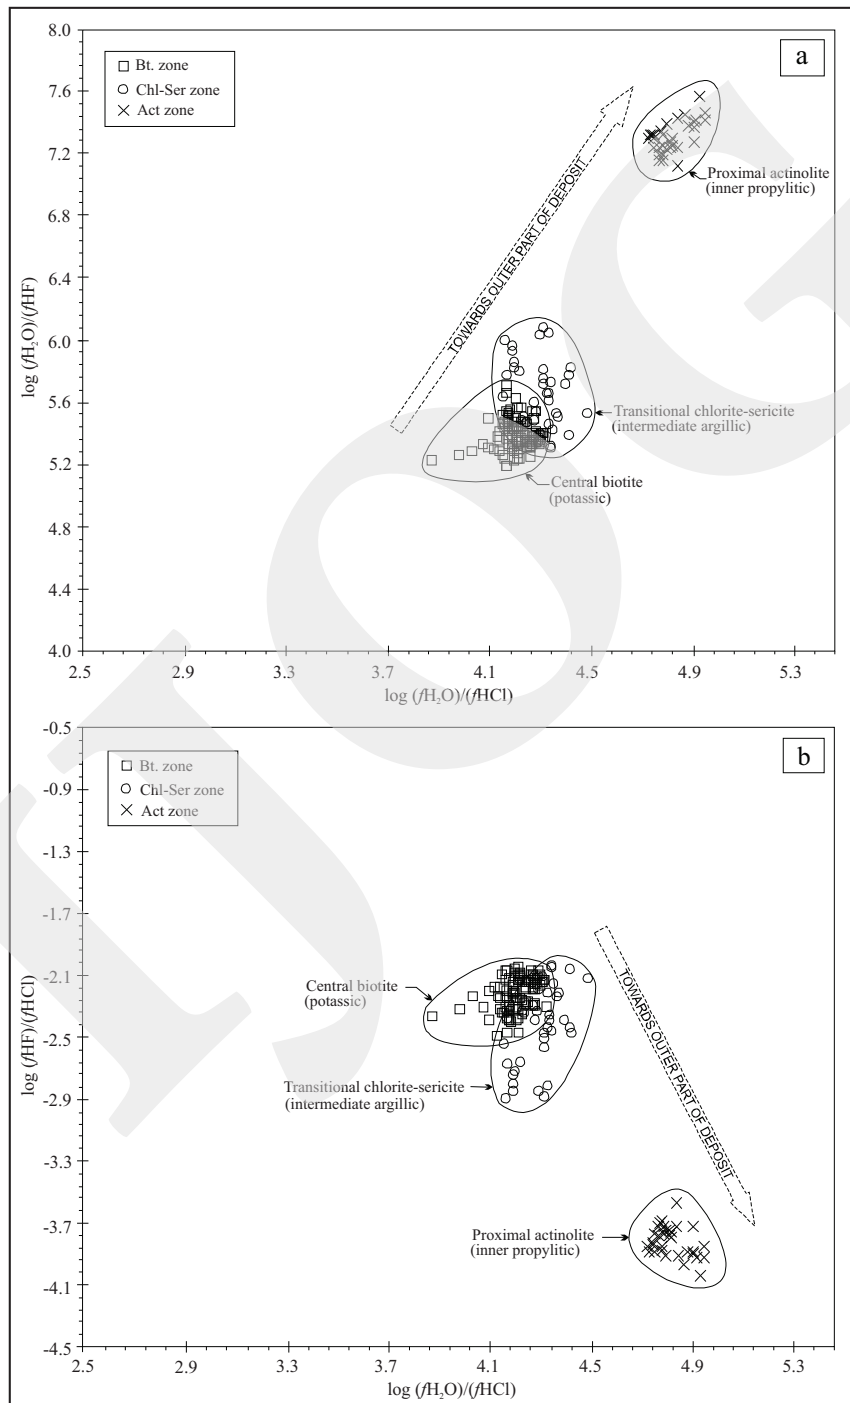 a
8.0
7.6
7.2
6.8
6.4
6.0
5.6
5.2
4.8
4.4
4.0
log (fH₂O)/(fHF)
Bt. zone
Chl-Ser zone
Act zone
TOWARDS OUTER PART OF DEPOSIT
Proximal actinolite
(inner propylitic)
Transitional chlorite-sericite
(intermediate argillic)
Central biotite
(potassic)
2.5 2.9 3.3 3.7 4.1 4.5 4.9 5.3
log (fH₂O)/(fHCl)
b
-0.5
-0.9
-1.3
-1.7
-2.1
-2.5
-2.9
-3.3
-3.7
-4.1
-4.5
log (fHF)/(fHCl)
Bt. zone
Chl-Ser zone
Act zone
Central biotite
(potassic)
TOWARDS OUTER PART OF DEPOSIT
Transitional chlorite-sericite
(intermediate argillic)
Proximal actinolite
(inner propylitic)
2.5 2.9 3.3 3.7 4.1 4.5 4.9 5.3
log (fH₂O)/(fHCl)
IJOG